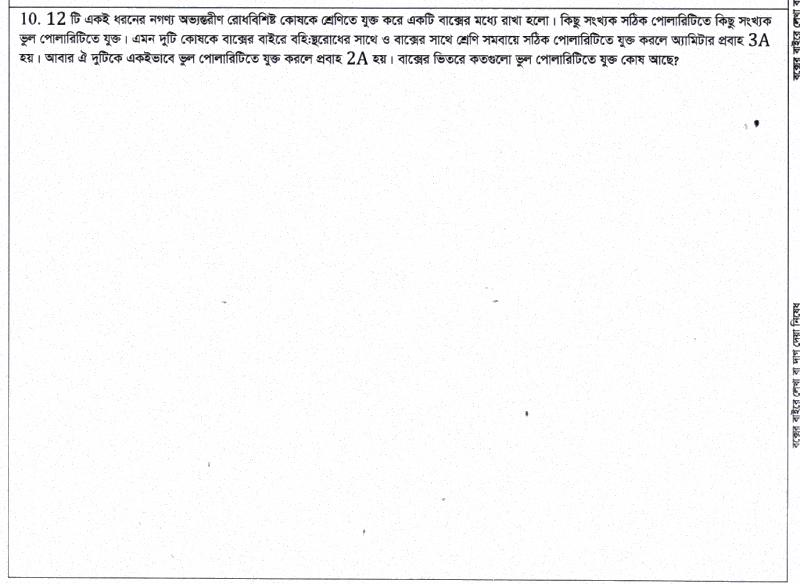 10. 12 টি একই ধরনের নগণ্য অভ্যন্তরীণ রোধবিশিষ্ট কোষকে শ্রেণিতে যুক্ত করে একটি বাক্সের মধ্যে রাখা হলো। কিছু সংখ্যক সঠিক পোলারিটিতে কিছু সংখ্যক
ভুল পোলারিটিতে যুক্ত। এমন দুটি কোষকে বাক্সের বাইরে বহি:স্থরোধের সাথে ও বাক্সের সাথে শ্রেণি সমবায়ে সঠিক পোলারিটিতে যুক্ত করলে অ্যামিটার প্রবাহ 3A
হয়। আবার ঐ দুটিকে একইভাবে ভুল পোলারিটিতে যুক্ত করলে প্রবাহ 2A হয়। বাক্সের ভিতরে কতগুলো ভুল পোলারিটিতে যুক্ত কোষ আছে?
বক্সের বাইরে লেখা বা দাগ দেয়া নিষেধ